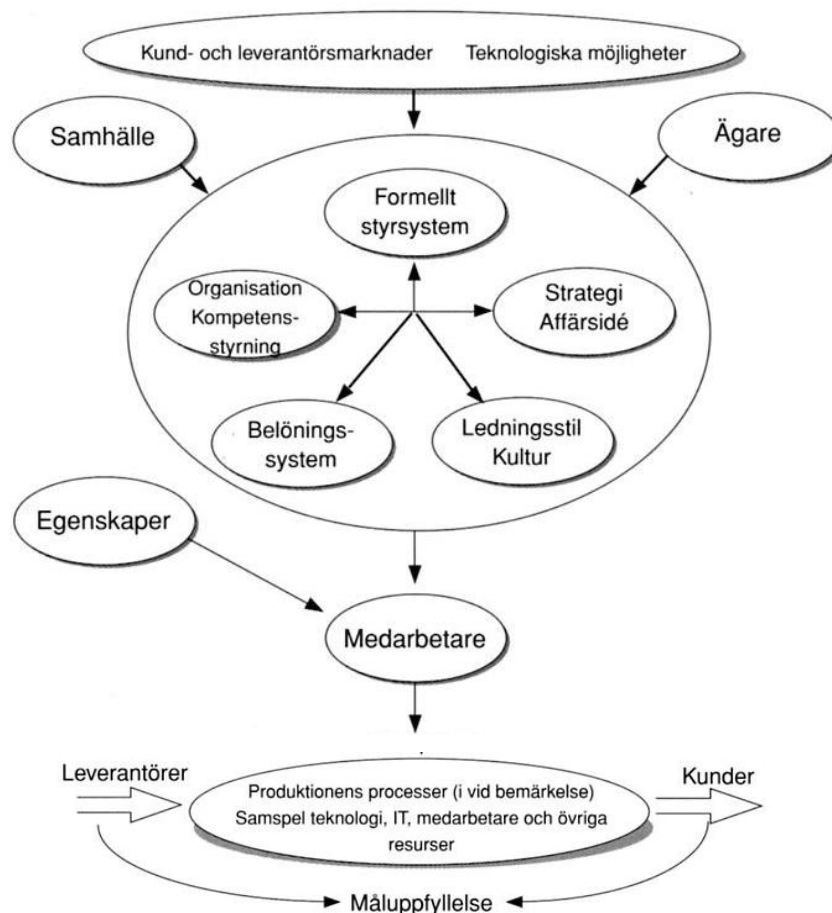 Kund- och leverantörsmarknader Teknologiska möjligheter
Samhälle
Ägare
Formellt
styrsystem
Organisation
Kompetens-
styrning
Strategi
Affärsidé
Belönings-
system
Ledningsstil
Kultur
Egenskaper
Medarbetare
Leverantörer
Kunder
Produktionens processer (i vid bemärkelse)
Samspel teknologi, IT, medarbetare och övriga
resurser
Måluppfyllelse